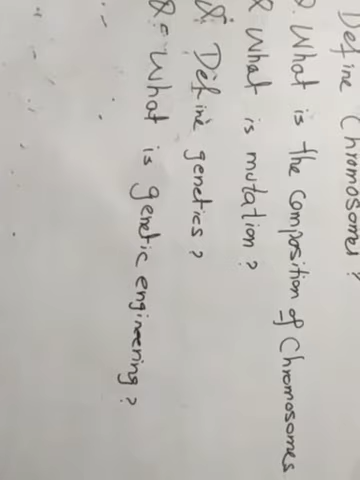 Define Chromosomes?
Q What is the composition of Chromosomes
Q What is mutation?
Q: Define genetics?
Q= What is genetic engineering?